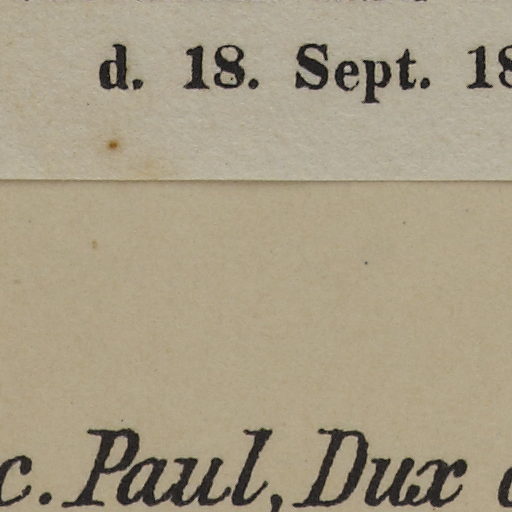 d. 18. Sept. 18
c. Paul, Dux